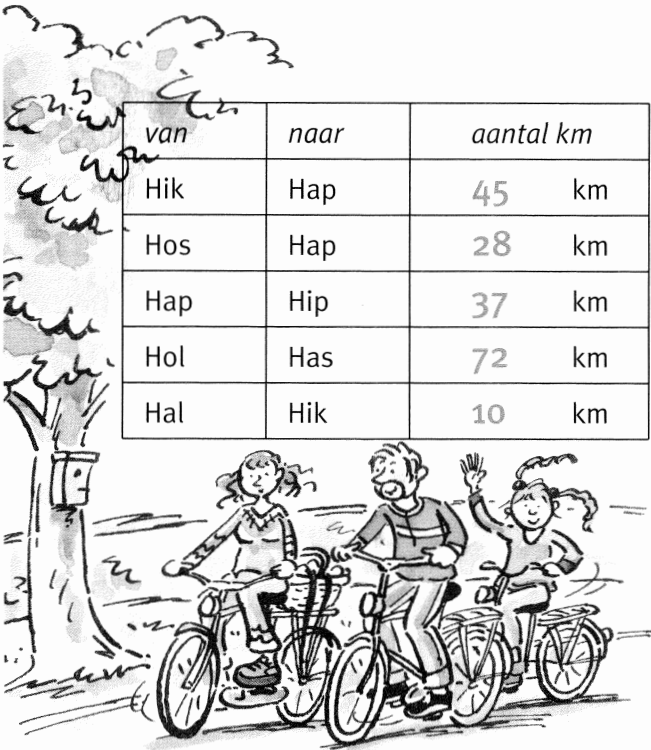 van naar aantal km
Hik Hap 45 km
Hos Hap 28 km
Hap Hip 37 km
Hol Has 72 km
Hal Hik 10 km